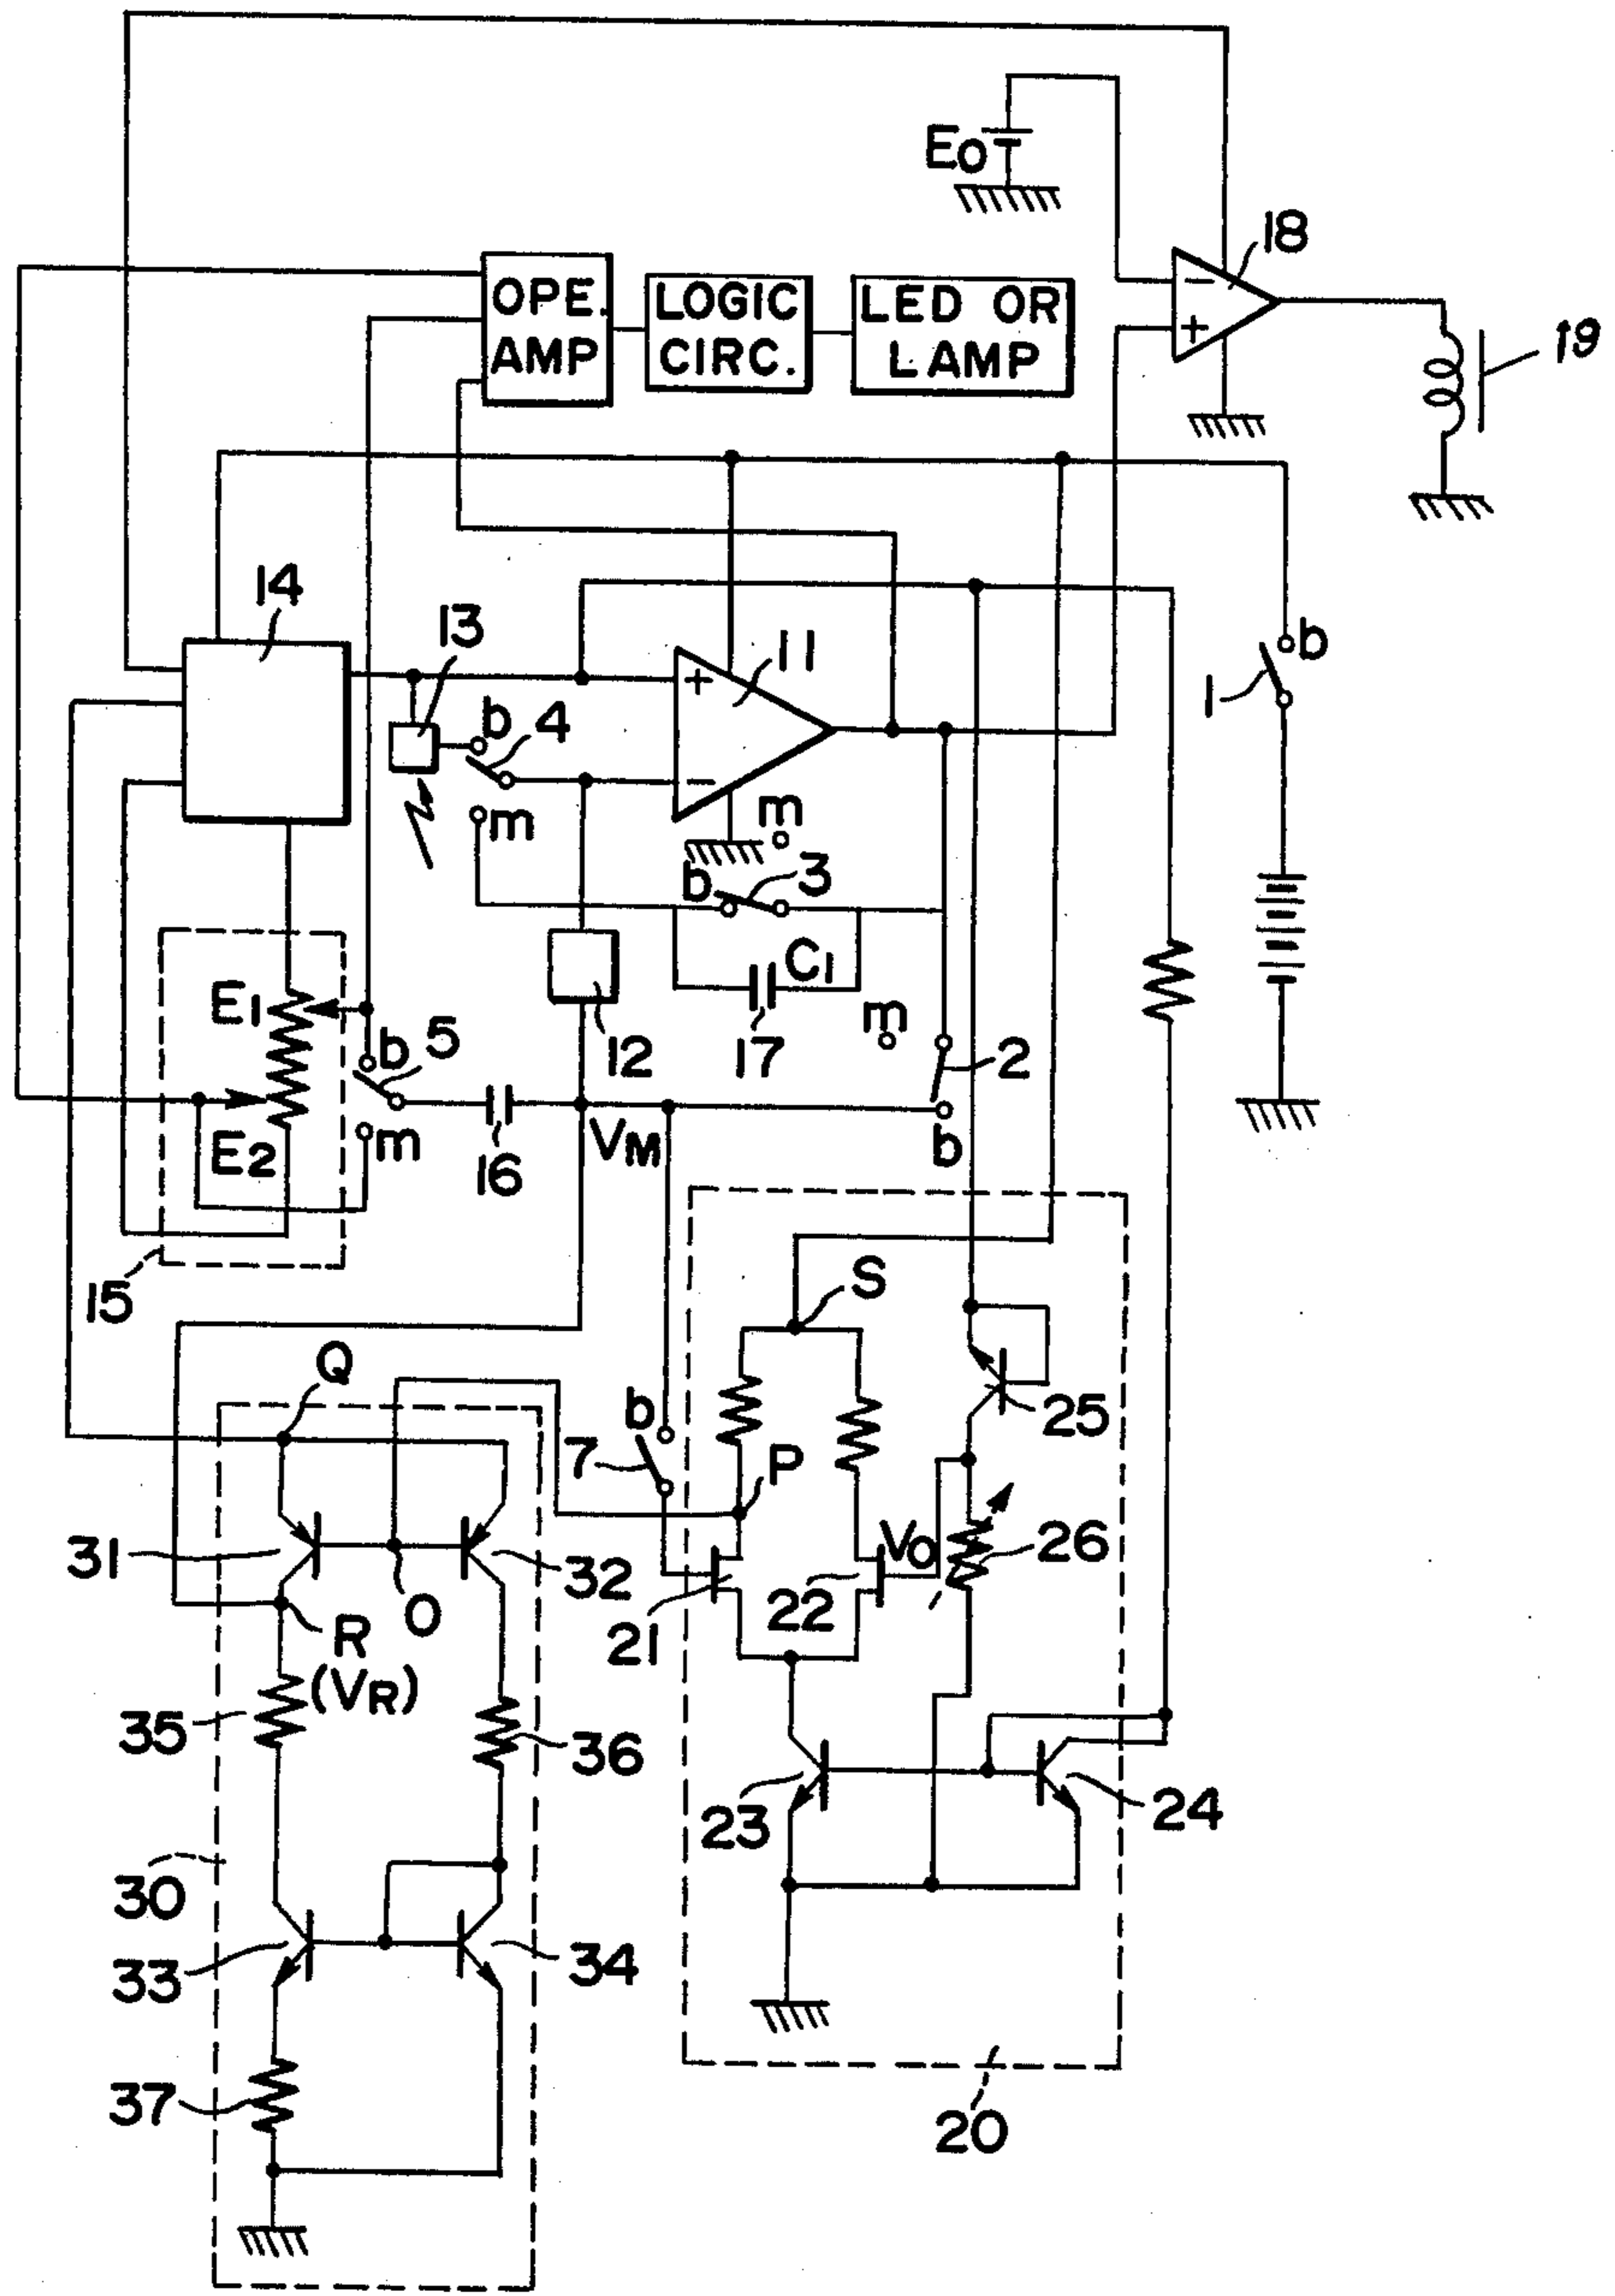 E0
18
OPE. AMP
LOGIC CIRC.
LED OR LAMP
19
-
+
14
13
b
4
+
11
b
1
m
-
m
b
3
C1
E1
b
5
12
17
m
2
E2
m
16
VM
b
15
S
Q
b
25
7
P
31
32
V0
26
O
21
22
R
(VR)
35
36
23
24
30
33
34
37
20